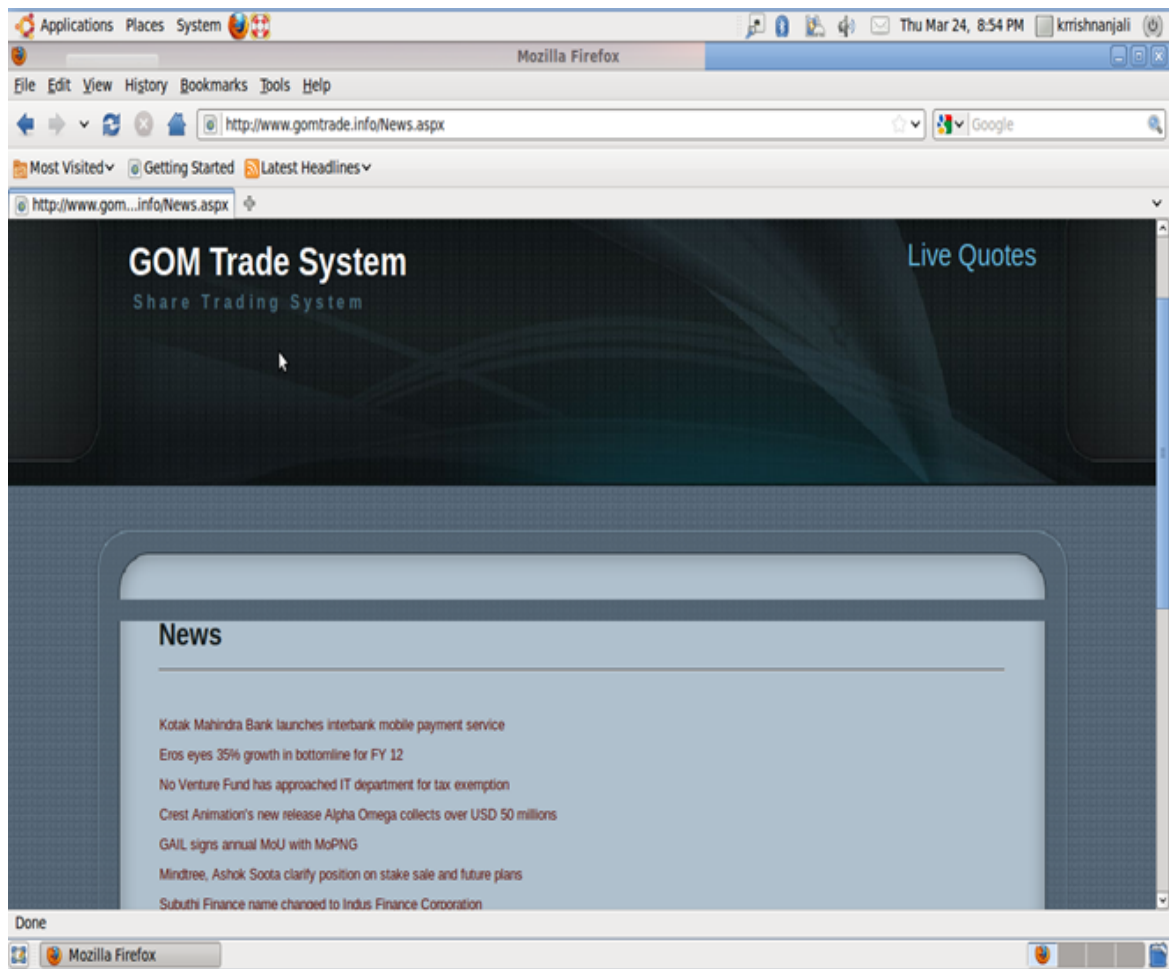 Applications Places System Thu Mar 24, 8:54 PM krrishnanjali
Mozilla Firefox
File Edit View History Bookmarks Tools Help
http://www.gomtrade.info/News.aspx Google
Most Visited Getting Started Latest Headlines
http://www.gom...info/News.aspx
GOM Trade System
Live Quotes
Share Trading System
News
Kotak Mahindra Bank launches interbank mobile payment service
Eros eyes 35% growth in bottomline for FY 12
No Venture Fund has approached IT department for tax exemption
Crest Animation's new release Alpha Omega collects over USD 50 millions
GAIL signs annual MoU with MoPNG
Mindtree, Ashok Soota clarify position on stake sale and future plans
Subuthi Finance name changed to Indus Finance Corporation
Done
Mozilla Firefox